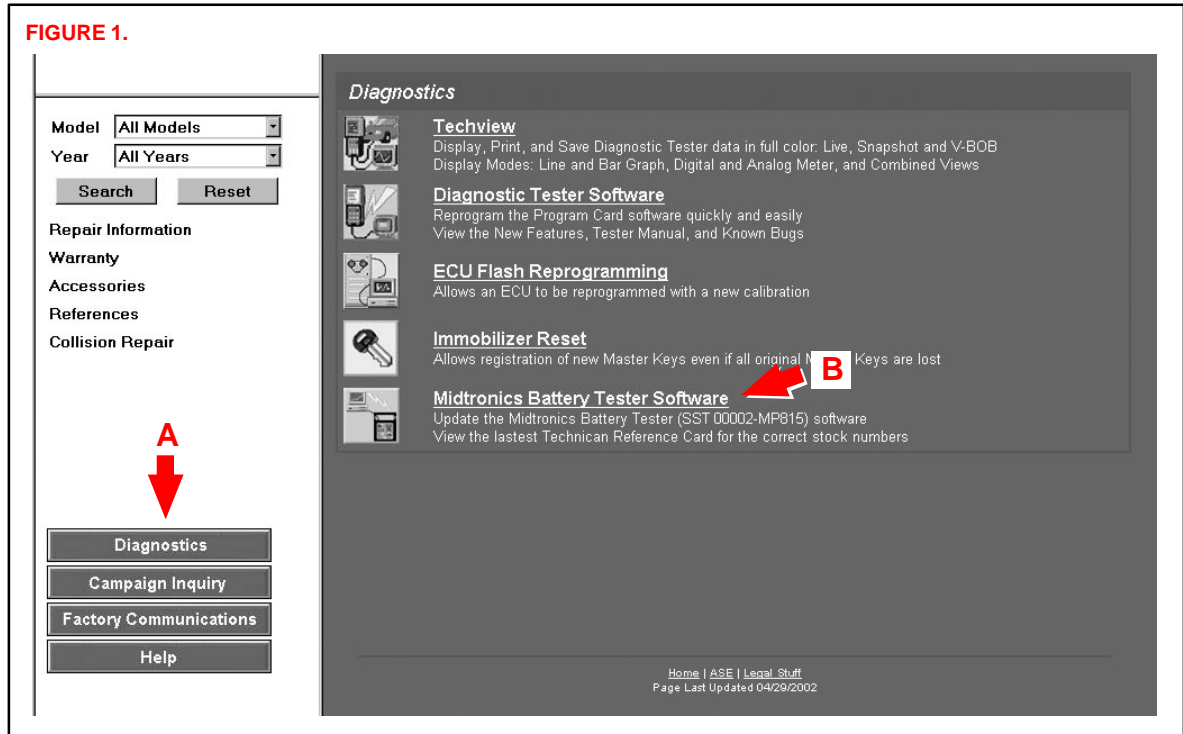 FIGURE 1.
Model All Models
Year All Years
Search Reset
Repair Information
Warranty
Accessories
References
Collision Repair
A
Diagnostics
Campaign Inquiry
Factory Communications
Help
Diagnostics
Techview
Display, Print, and Save Diagnostic Tester data in full color: Live, Snapshot and V-BOB
Display Modes: Line and Bar Graph, Digital and Analog Meter, and Combined Views
Diagnostic Tester Software
Reprogram the Program Card software quickly and easily
View the New Features, Tester Manual, and Known Bugs
ECU Flash Reprogramming
Allows an ECU to be reprogrammed with a new calibration
Immobilizer Reset
Allows registration of new Master Keys even if all original Keys are lost
B
Midtronics Battery Tester Software
Update the Midtronics Battery Tester (SST 00002-MP815) software
View the lastest Technican Reference Card for the correct stock numbers
Home | ASE | Legal Stuff
Page Last Updated 04/29/2002